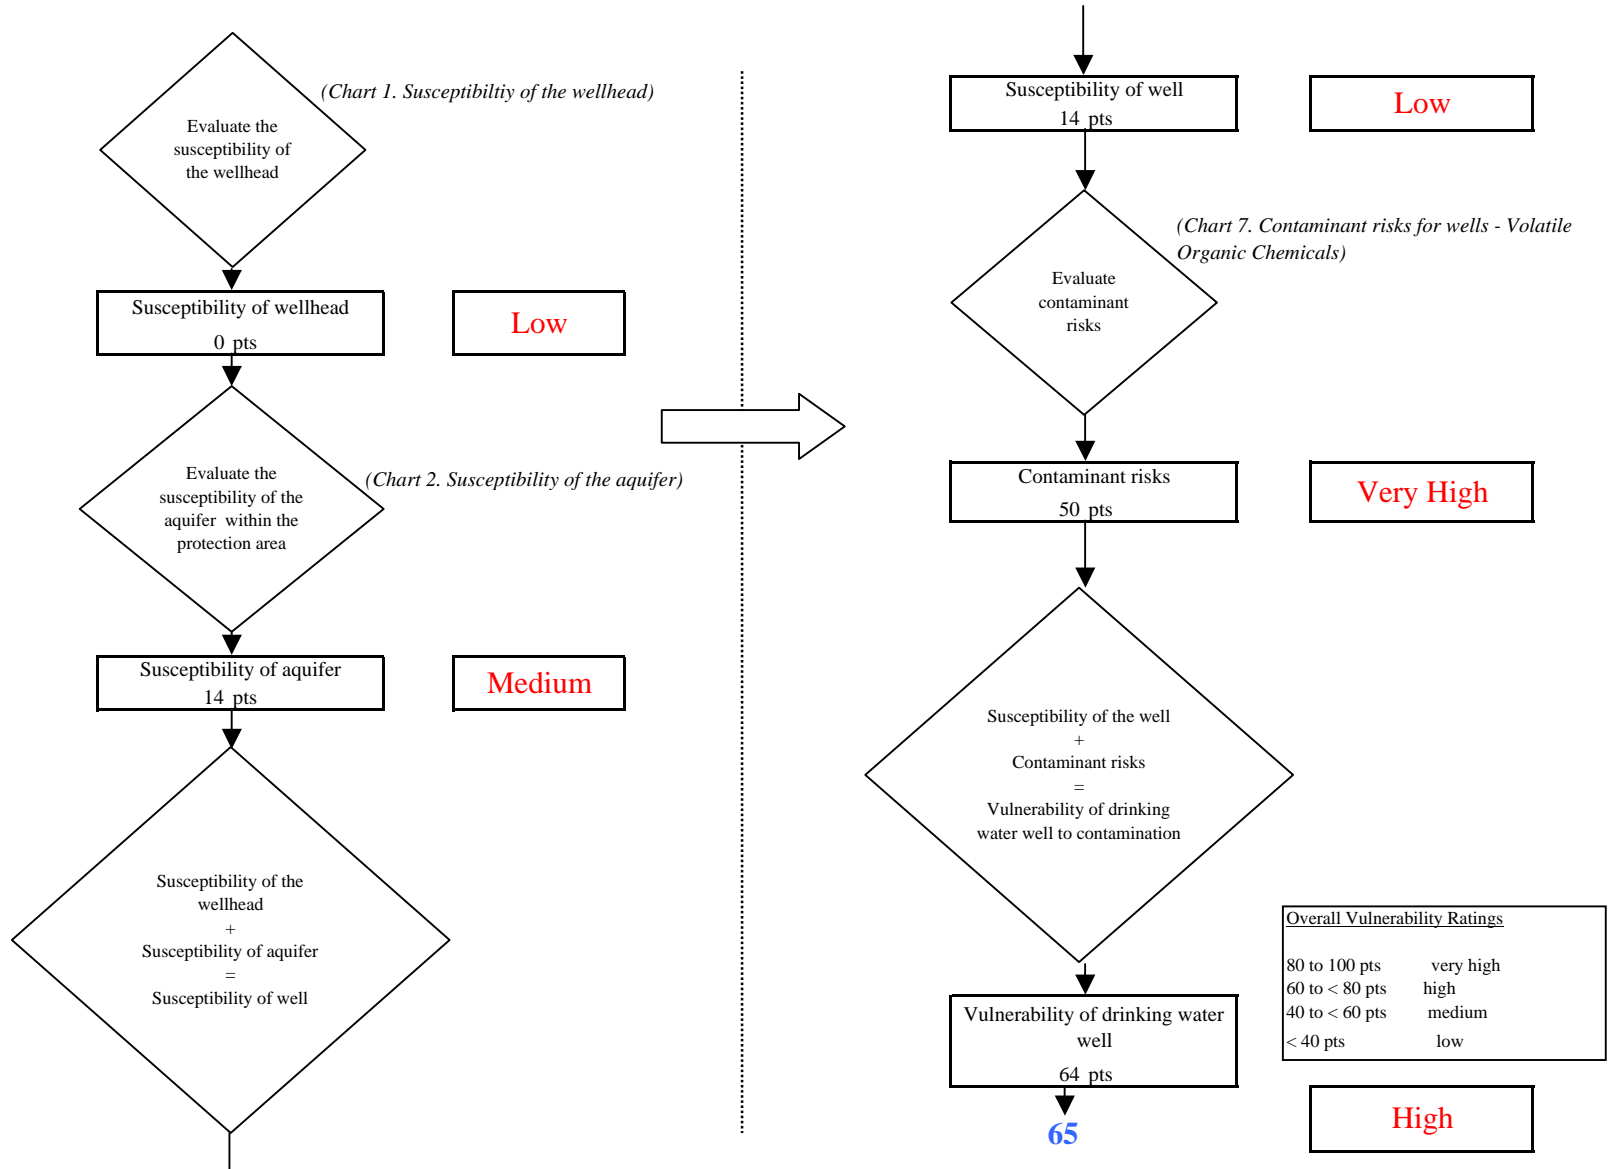 (Chart 1. Susceptibiltiy of the wellhead)
Evaluate the
susceptibility of
the wellhead
Susceptibility of wellhead
0 pts
Low
Evaluate the
susceptibility of the
aquifer within the
protection area
(Chart 2. Susceptibility of the aquifer)
Susceptibility of aquifer
14 pts
Medium
Susceptibility of the
wellhead
+
Susceptibility of aquifer
=
Susceptibility of well
Susceptibility of well
14 pts
Low
(Chart 7. Contaminant risks for wells - Volatile
Organic Chemicals)
Evaluate
contaminant
risks
Contaminant risks
50 pts
Very High
Susceptibility of the well
+
Contaminant risks
=
Vulnerability of drinking
water well to contamination
Overall Vulnerability Ratings
80 to 100 pts very high
60 to < 80 pts high
40 to < 60 pts medium
< 40 pts low
Vulnerability of drinking water
well
64 pts
65
High